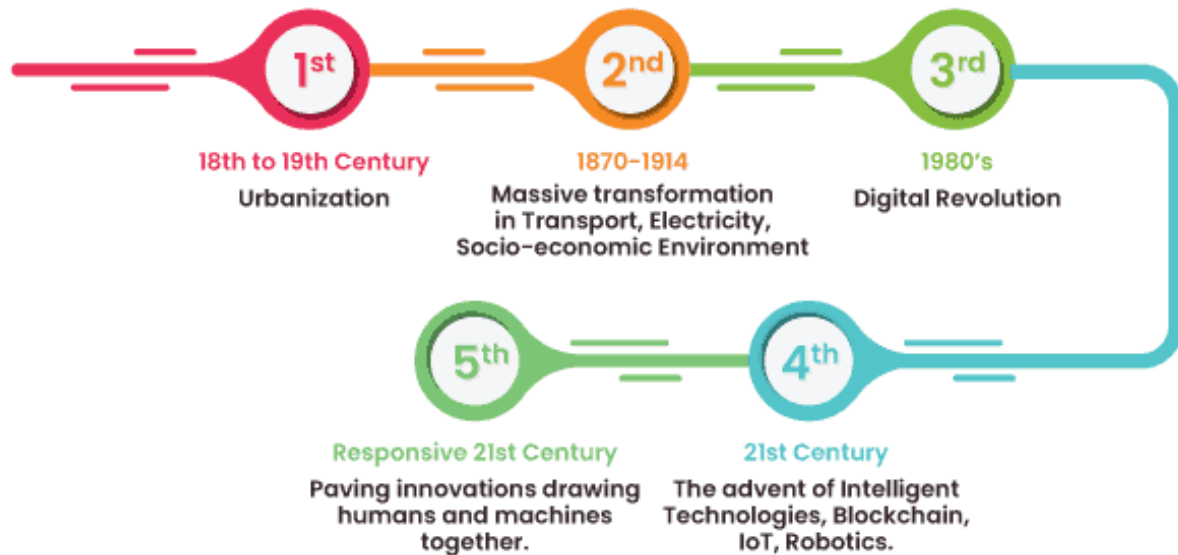 1st
18th to 19th Century
Urbanization
2nd
1870-1914
Massive transformation
in Transport, Electricity,
Socio-economic Environment
3rd
1980's
Digital Revolution
4th
21st Century
The advent of Intelligent
Technologies, Blockchain,
IoT, Robotics.
5th
Responsive 21st Century
Paving innovations drawing
humans and machines
together.